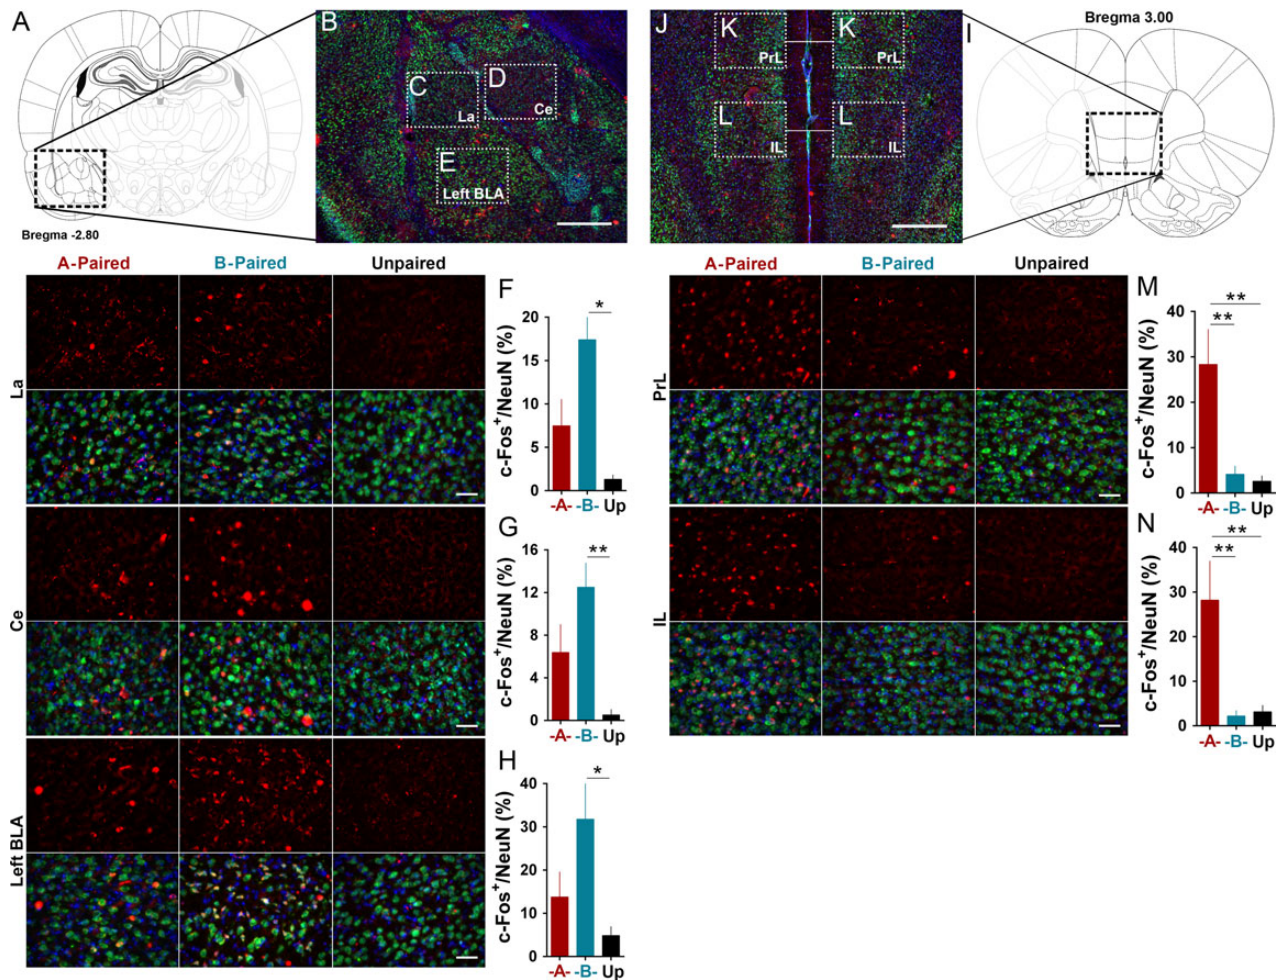 A
Bregma -2.80
B
C
La
D
Ce
E
Left BLA
J
K
PrL
K
PrL
L
IL
L
IL
Bregma 3.00
I
A-Paired
B-Paired
Unpaired
La
Ce
Left BLA
F
c-Fos⁺/NeuN (%)
20
15
10
5
0
*
-A-
-B-
Up
G
c-Fos⁺/NeuN (%)
16
12
8
4
0
**
-A-
-B-
Up
H
c-Fos⁺/NeuN (%)
40
30
20
10
0
*
-A-
-B-
Up
A-Paired
B-Paired
Unpaired
PrL
IL
M
c-Fos⁺/NeuN (%)
40
30
20
10
0
**
**
-A-
-B-
Up
N
c-Fos⁺/NeuN (%)
40
30
20
10
0
**
**
-A-
-B-
Up